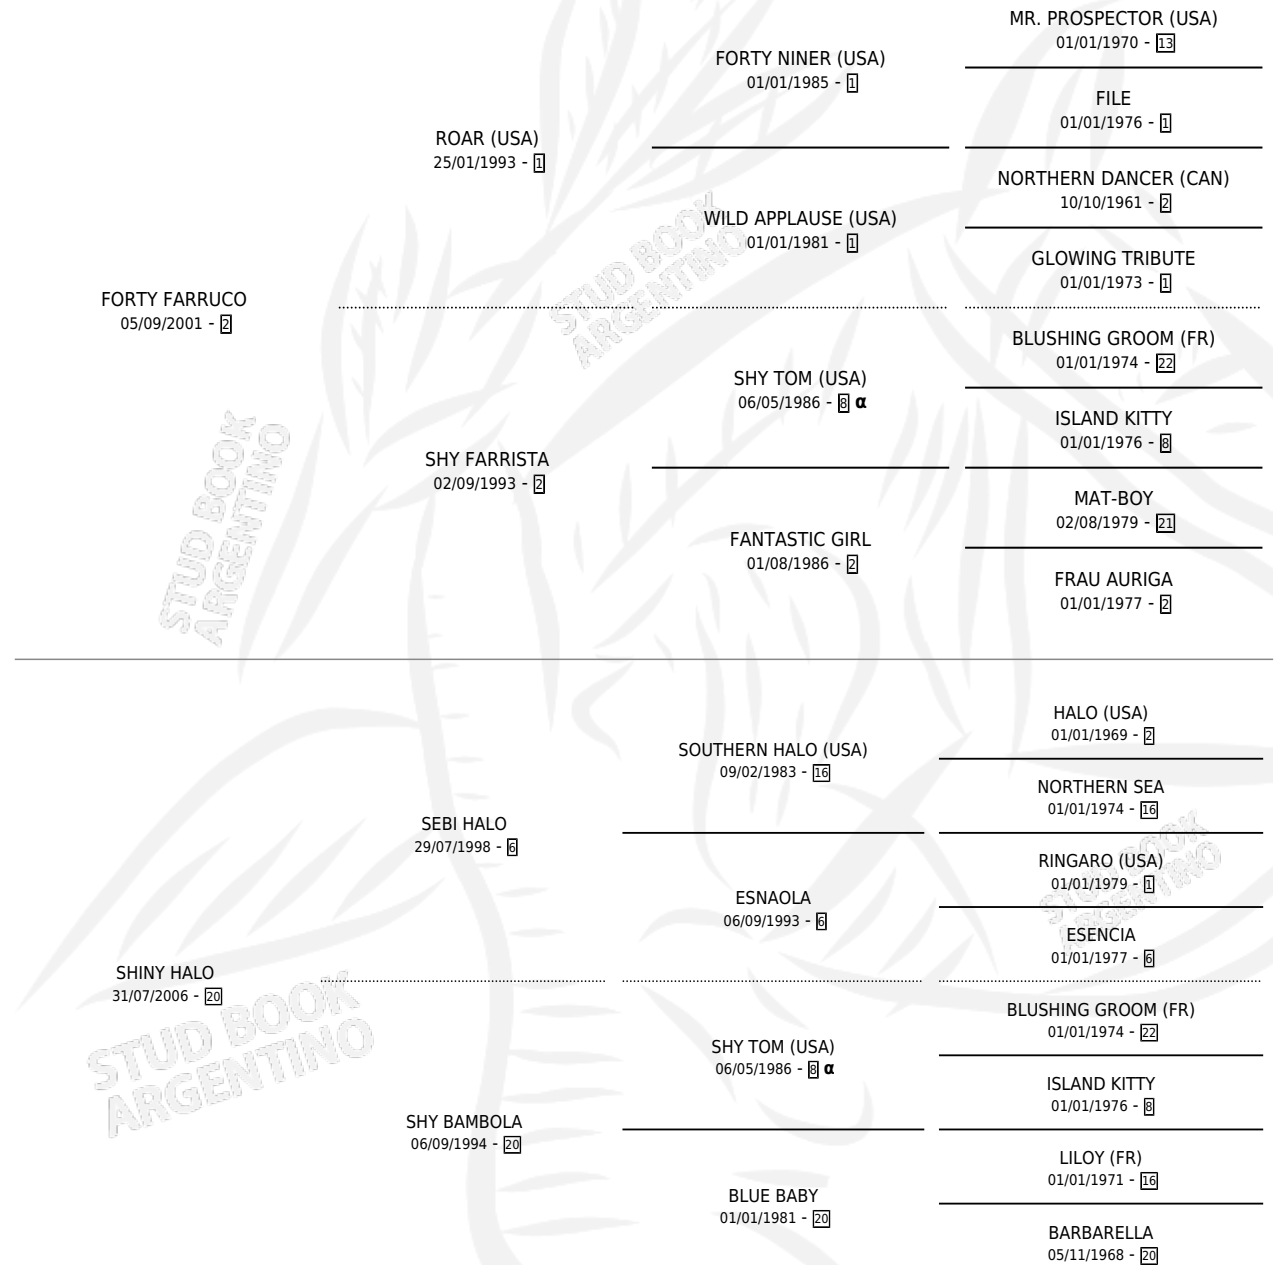 MR. PROSPECTOR (USA)
01/01/1970 - 13
FORTY NINER (USA)
01/01/1985 - 1
FILE
01/01/1976 - 1
ROAR (USA)
25/01/1993 - 1
NORTHERN DANCER (CAN)
10/10/1961 - 2
WILD APPLAUSE (USA)
01/01/1981 - 1
GLOWING TRIBUTE
01/01/1973 - 1
FORTY FARRUCO
05/09/2001 - 2
BLUSHING GROOM (FR)
01/01/1974 - 22
SHY TOM (USA)
06/05/1986 - 8 α
ISLAND KITTY
01/01/1976 - 8
SHY FARRISTA
02/09/1993 - 2
MAT-BOY
02/08/1979 - 21
FANTASTIC GIRL
01/08/1986 - 2
FRAU AURIGA
01/01/1977 - 2
HALO (USA)
01/01/1969 - 2
SOUTHERN HALO (USA)
09/02/1983 - 16
NORTHERN SEA
01/01/1974 - 16
SEBI HALO
29/07/1998 - 6
RINGARO (USA)
01/01/1979 - 1
ESNAOLA
06/09/1993 - 6
ESENCIA
01/01/1977 - 6
SHINY HALO
31/07/2006 - 20
BLUSHING GROOM (FR)
01/01/1974 - 22
SHY TOM (USA)
06/05/1986 - 8 α
ISLAND KITTY
01/01/1976 - 8
SHY BAMBOLA
06/09/1994 - 20
LILOY (FR)
01/01/1971 - 16
BLUE BABY
01/01/1981 - 20
BARBARELLA
05/11/1968 - 20
STUD BOOK
ARGENTINO
STUD BOOK
ARGENTINO
STUD BOOK
ARGENTINO
STUD BOOK
ARGENTINO